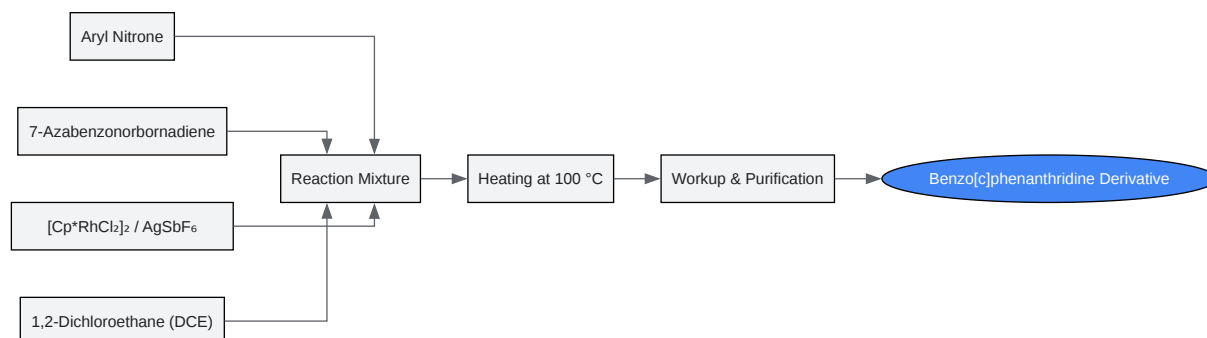 Aryl Nitrone
7-Azabenzonorbornadiene
[Cp*RhCl₂]₂ / AgSbF₆
1,2-Dichloroethane (DCE)
Reaction Mixture
Heating at 100 °C
Workup & Purification
Benzo[c]phenanthridine Derivative